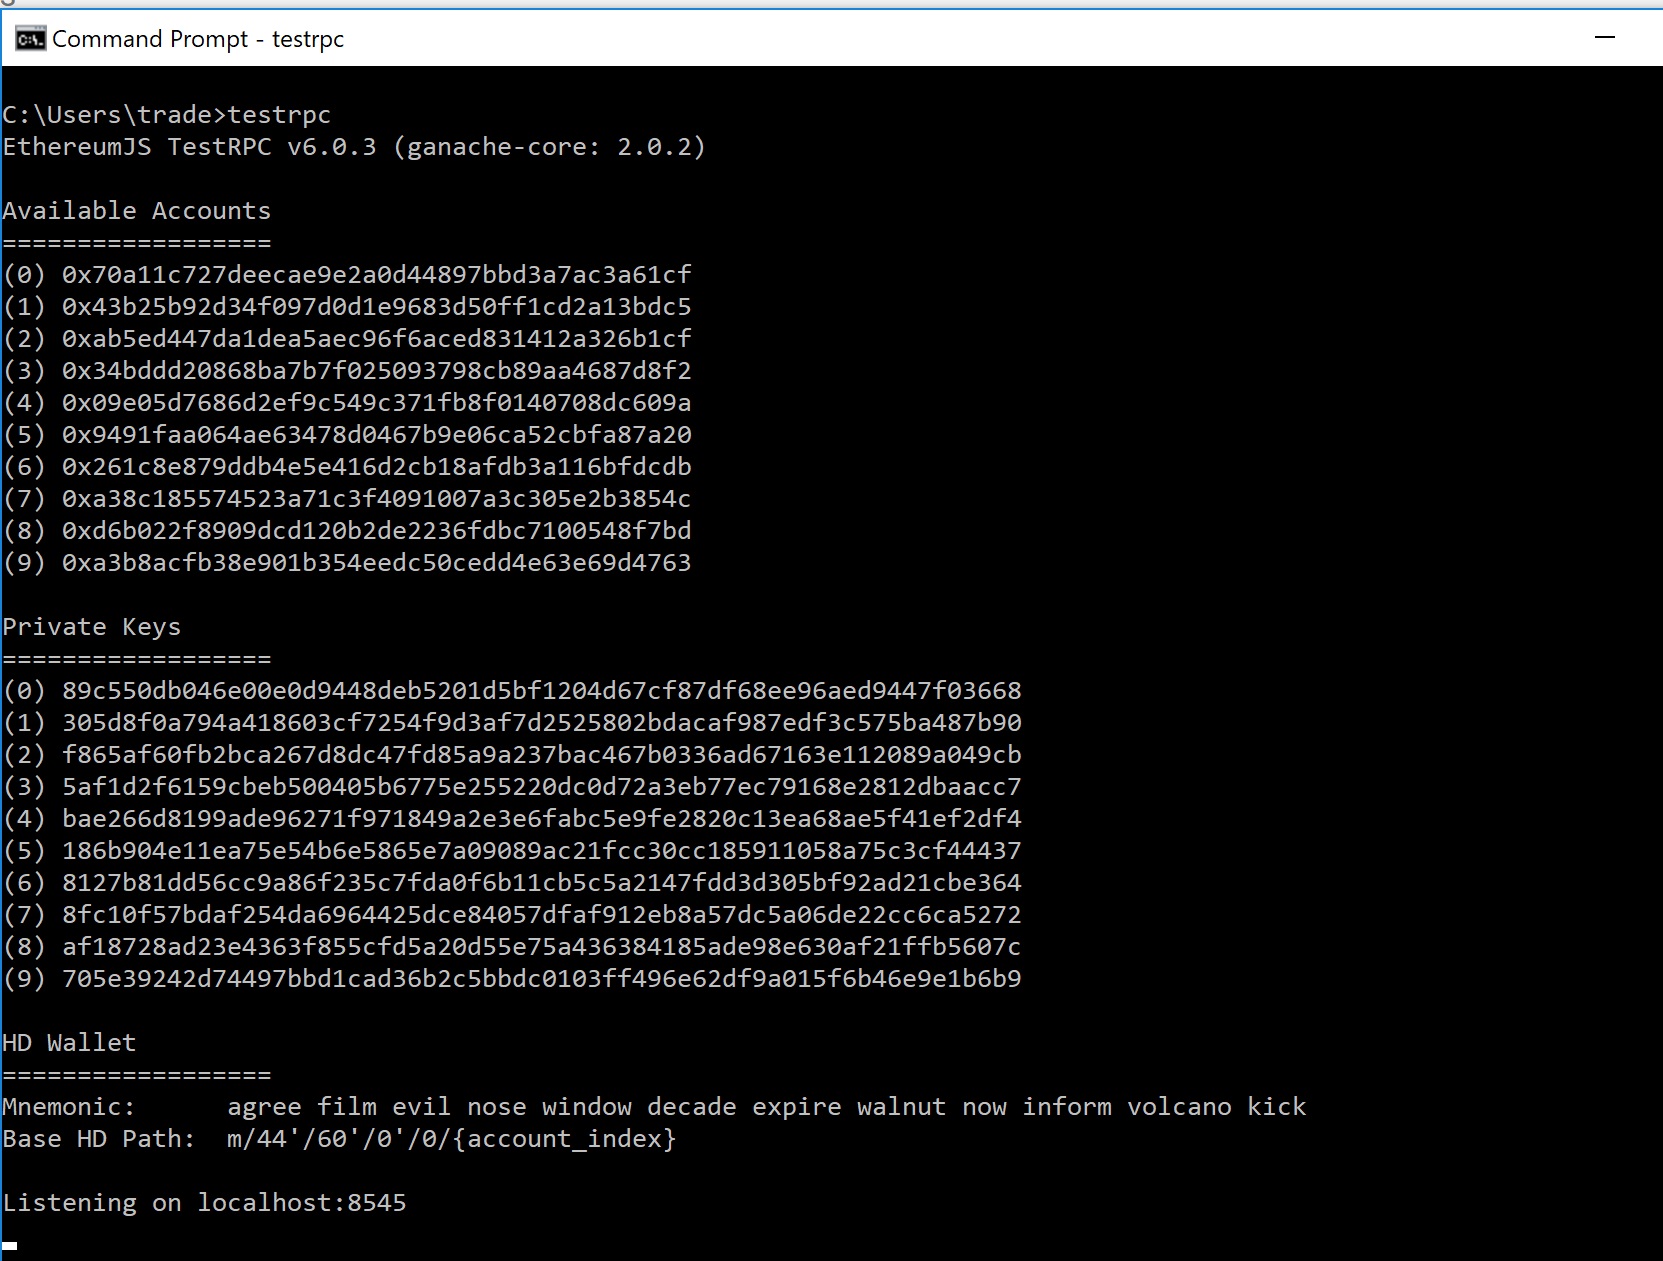 Command Prompt - testrpc
C:\Users\trade>testrpc
EthereumJS TestRPC v6.0.3 (ganache-core: 2.0.2)
Available Accounts
==================
(0) 0x70a11c727deecae9e2a0d44897bbd3a7ac3a61cf
(1) 0x43b25b92d34f097d0d1e9683d50ff1cd2a13bdc5
(2) 0xab5ed447da1dea5aec96f6aced831412a326b1cf
(3) 0x34bddd20868ba7b7f025093798cb89aa4687d8f2
(4) 0x09e05d7686d2ef9c549c371fb8f0140708dc609a
(5) 0x9491faa064ae63478d0467b9e06ca52cbfa87a20
(6) 0x261c8e879ddb4e5e416d2cb18afdb3a116bfdcdb
(7) 0xa38c185574523a71c3f4091007a3c305e2b3854c
(8) 0xd6b022f8909dcd120b2de2236fdbc7100548f7bd
(9) 0xa3b8acfb38e901b354eedc50cedd4e63e69d4763
Private Keys
==================
(0) 89c550db046e00e0d9448deb5201d5bf1204d67cf87df68ee96aed9447f03668
(1) 305d8f0a794a418603cf7254f9d3af7d2525802bdacaf987edf3c575ba487b90
(2) f865af60fb2bca267d8dc47fd85a9a237bac467b0336ad67163e112089a049cb
(3) 5af1d2f6159cbeb500405b6775e255220dc0d72a3eb77ec79168e2812dbaacc7
(4) bae266d8199ade96271f971849a2e3e6fabc5e9fe2820c13ea68ae5f41ef2df4
(5) 186b904e11ea75e54b6e5865e7a09089ac21fcc30cc185911058a75c3cf44437
(6) 8127b81dd56cc9a86f235c7fda0f6b11cb5c5a2147fdd3d305bf92ad21cbe364
(7) 8fc10f57bdaf254da6964425dce84057dfaf912eb8a57dc5a06de22cc6ca5272
(8) af18728ad23e4363f855cfd5a20d55e75a436384185ade98e630af21ffb5607c
(9) 705e39242d74497bbd1cad36b2c5bbdc0103ff496e62df9a015f6b46e9e1b6b9
HD Wallet
==================
Mnemonic:      agree film evil nose window decade expire walnut now inform volcano kick
Base HD Path:  m/44'/60'/0'/0/{account_index}
Listening on localhost:8545